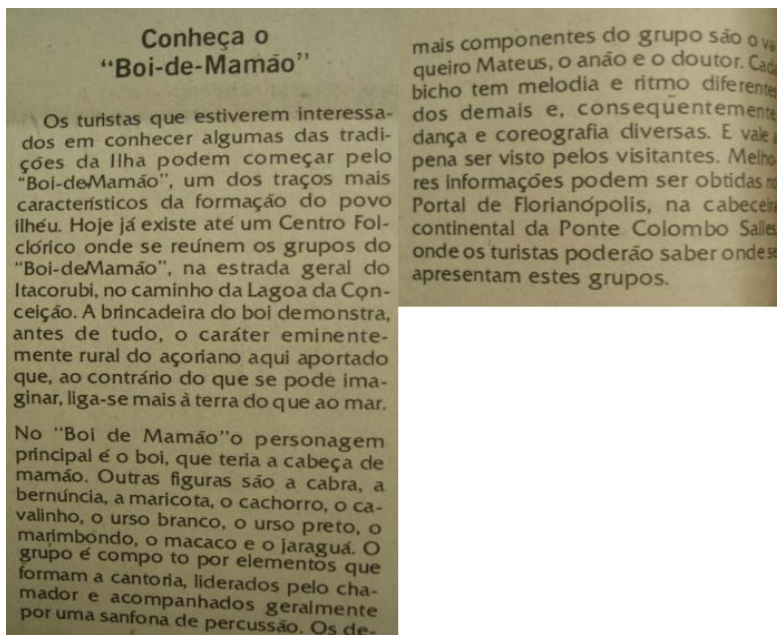 Conheça o
"Boi-de-Mamão"
Os turistas que estiverem interessa-
dos em conhecer algumas das tradi-
ções da Ilha podem começar pelo
"Boi-deMamão", um dos traços mais
característicos da formação do povo
ilhéu. Hoje já existe até um Centro Fol-
clórico onde se reúnem os grupos do
"Boi-deMamão", na estrada geral do
Itacorubi, no caminho da Lagoa da Con-
ceição. A brincadeira do boi demonstra,
antes de tudo, o caráter eminente-
mente rural do açoriano aqui aportado
que, ao contrário do que se pode ima-
ginar, liga-se mais à terra do que ao mar.
No "Boi de Mamão"o personagem
principal é o boi, que teria a cabeça de
mamão. Outras figuras são a cabra, a
bernúncia, a maricota, o cachorro, o ca-
valinho, o urso branco, o urso preto, o
marimbondo, o macaco e o jaraguá. O
grupo é compo to por elementos que
formam a cantoria, liderados pelo cha-
mador e acompanhados geralmente
por uma sanfona de percussão. Os de-
mais componentes do grupo são o va
queiro Mateus, o anão e o doutor. Cada
bicho tem melodia e ritmo diferentes
dos demais e, consequentemente
dança e coreografia diversas. E vale a
pena ser visto pelos visitantes. Melho
res informações podem ser obtidas no
Portal de Florianópolis, na cabeceira
continental da Ponte Colombo Salles
onde os turistas poderão saber onde se
apresentam estes grupos.